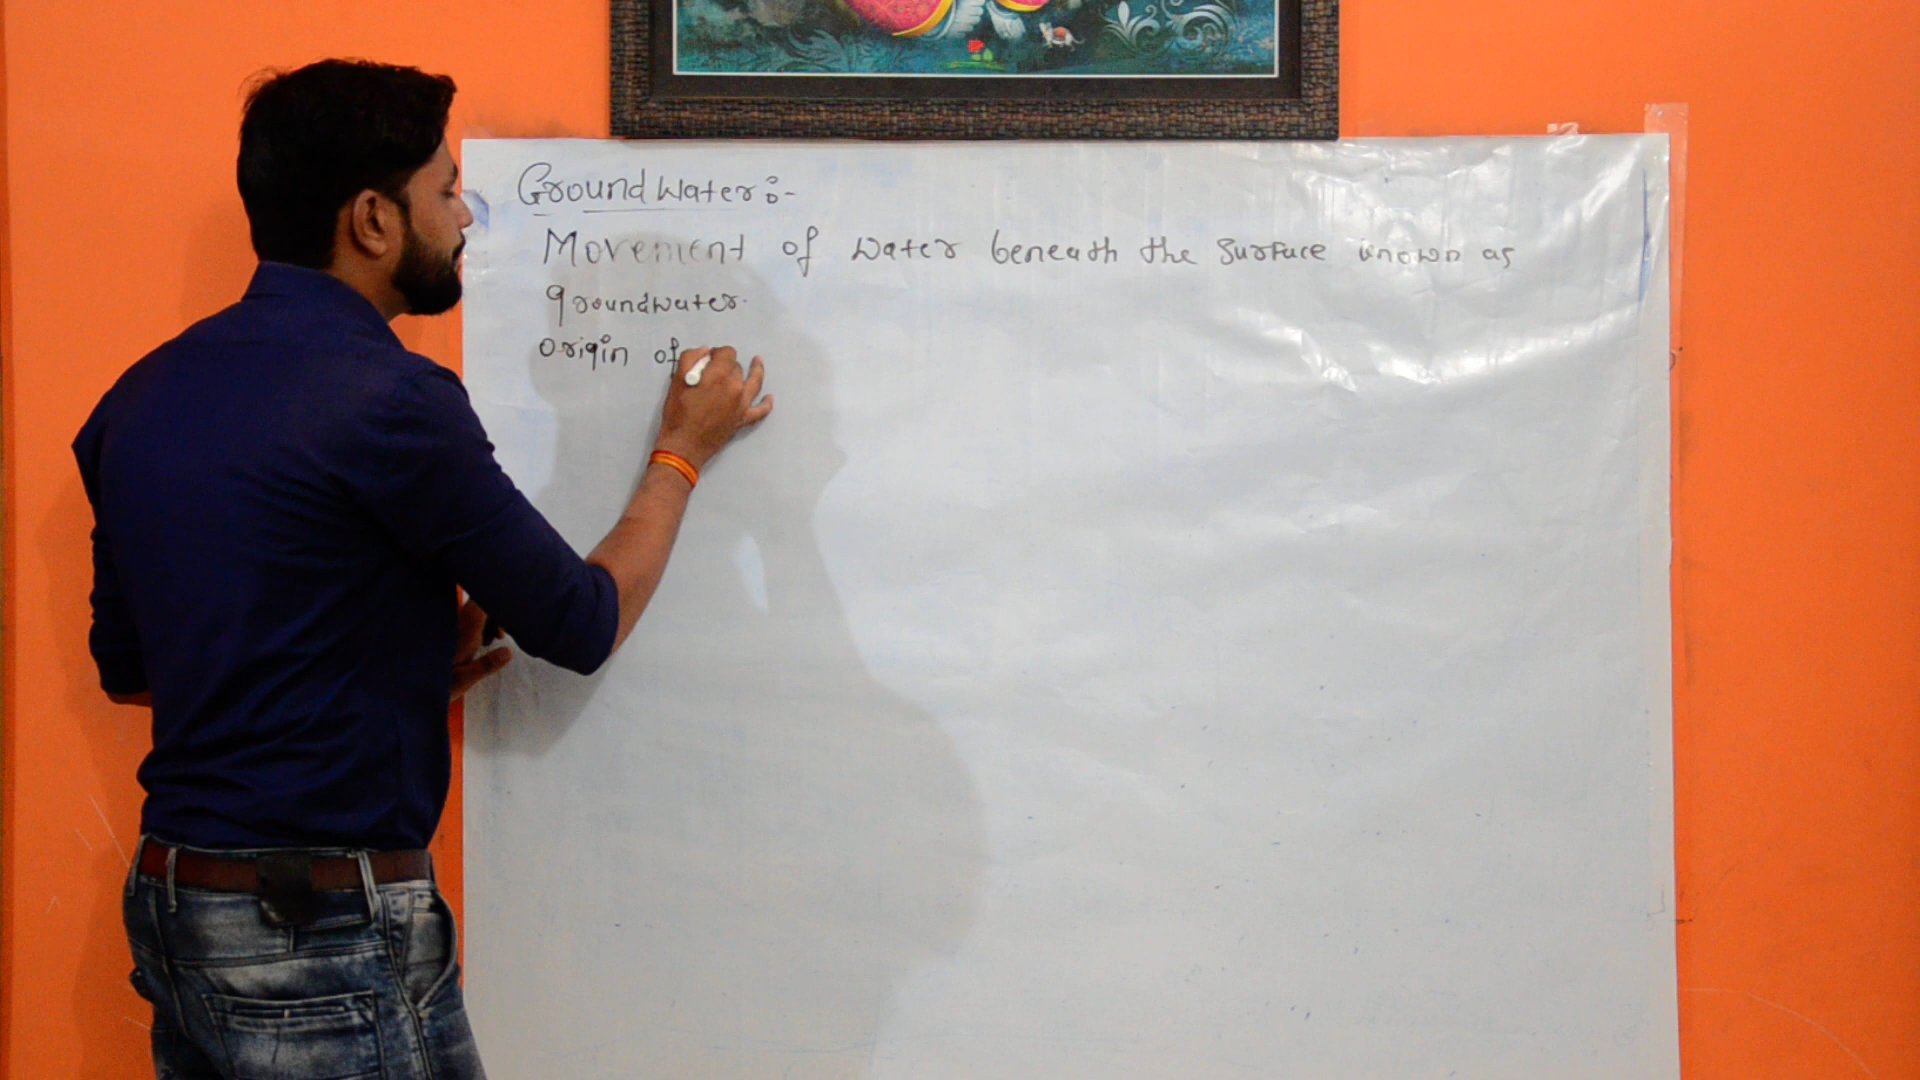 Ground Water :-
Movement of water beneath the surface known as
groundwater.
origin of